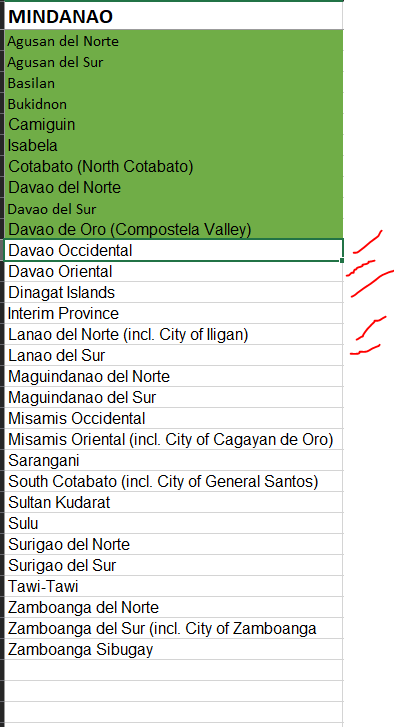 MINDANAO
Agusan del Norte
Agusan del Sur
Basilan
Bukidnon
Camiguin
Isabela
Cotabato (North Cotabato)
Davao del Norte
Davao del Sur
Davao de Oro (Compostela Valley)
Davao Occidental
Davao Oriental
Dinagat Islands
Interim Province
Lanao del Norte (incl. City of Iligan)
Lanao del Sur
Maguindanao del Norte
Maguindanao del Sur
Misamis Occidental
Misamis Oriental (incl. City of Cagayan de Oro)
Sarangani
South Cotabato (incl. City of General Santos)
Sultan Kudarat
Sulu
Surigao del Norte
Surigao del Sur
Tawi-Tawi
Zamboanga del Norte
Zamboanga del Sur (incl. City of Zamboanga
Zamboanga Sibugay